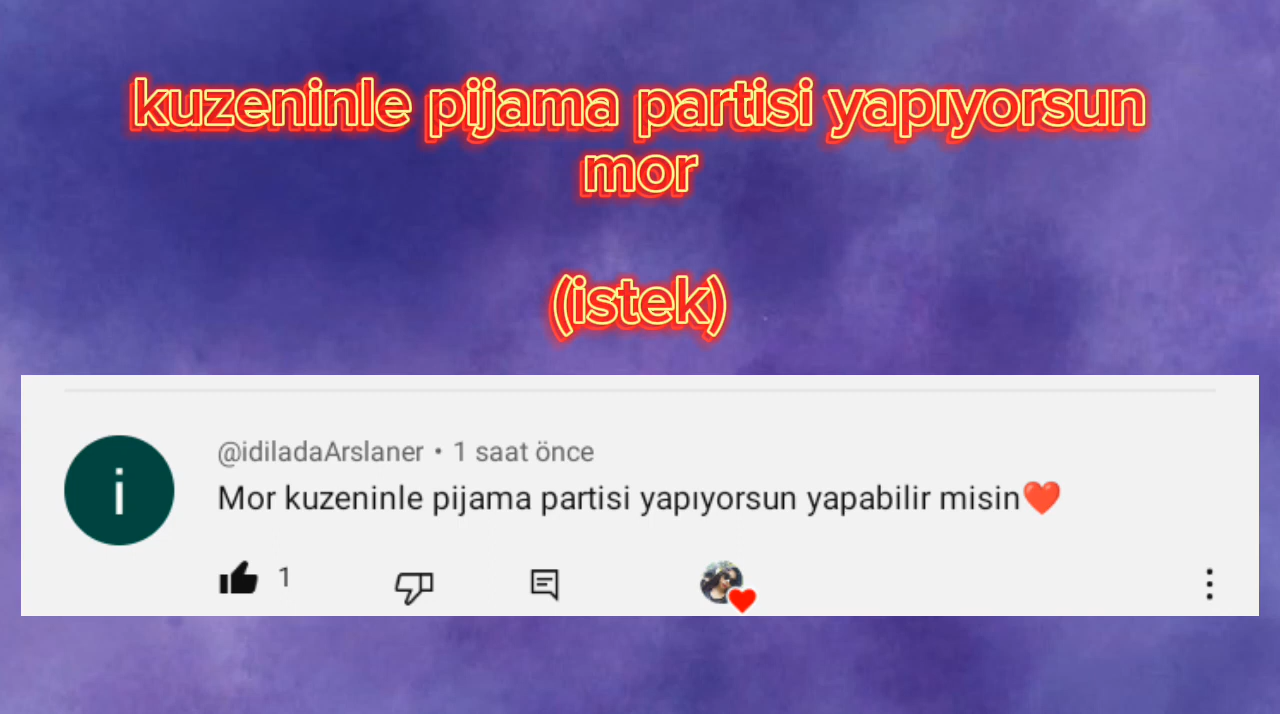 kuzeninle pijama partisi yapıyorsun
mor
(istek)
@idiladaArslaner • 1 saat önce
i
Mor kuzeninle pijama partisi yapıyorsun yapabilir misin❤️
1